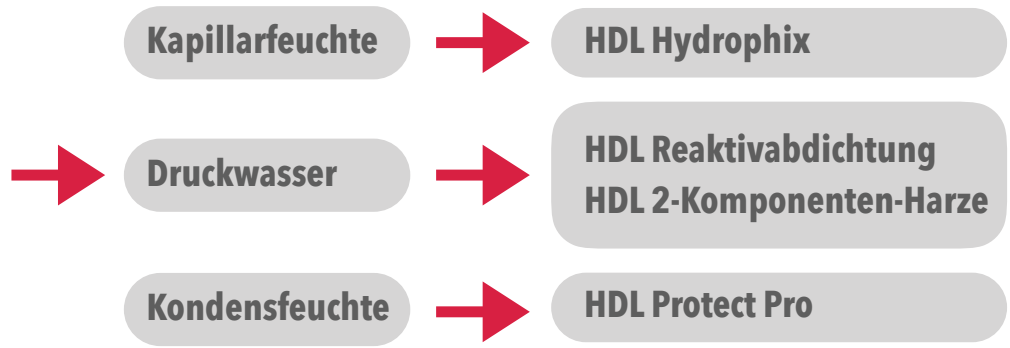 Kapillarfeuchte
HDL Hydrophix
Druckwasser
HDL Reaktivabdichtung
HDL 2-Komponenten-Harze
Kondensfeuchte
HDL Protect Pro